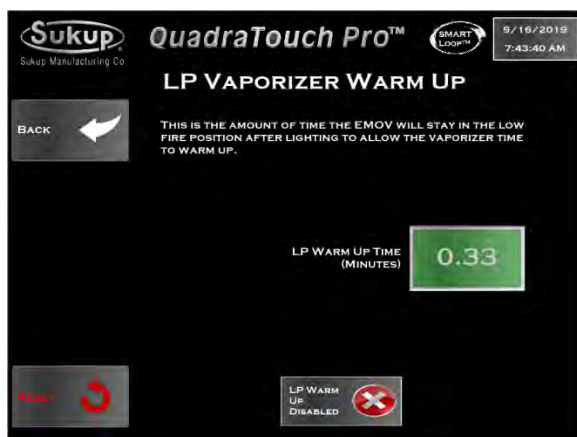 Sukup
Sukup Manufacturing Co
QuadraTouch Pro™
SMART
LOOP™
9/16/2019
7:43:40 AM
LP VAPORIZER WARM UP
BACK
THIS IS THE AMOUNT OF TIME THE EMOV WILL STAY IN THE LOW
FIRE POSITION AFTER LIGHTING TO ALLOW THE VAPORIZER TIME
TO WARM UP.
LP WARM UP TIME
(MINUTES)
0.33
RESET
LP WARM
UP
DISABLED